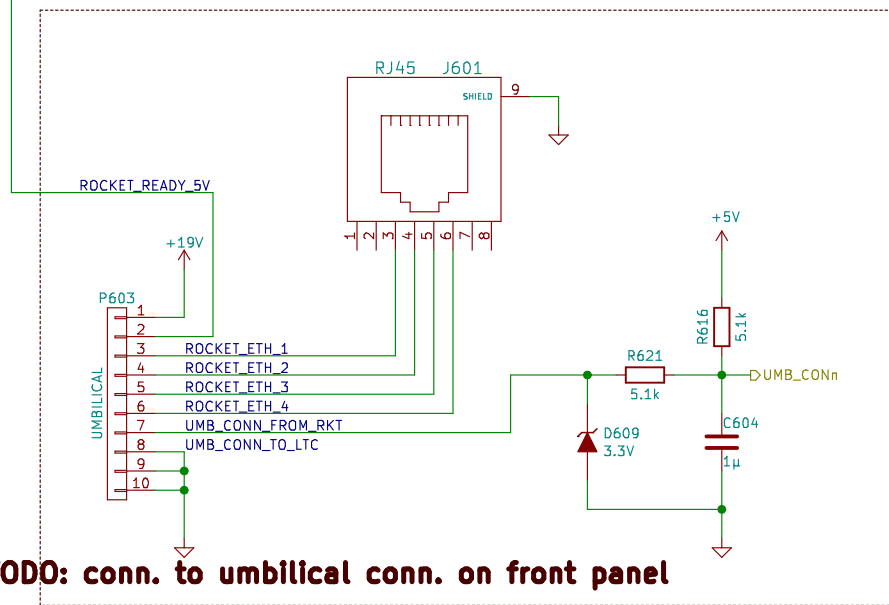 RJ45 J601
SHIELD 9
ROCKET_READY_5V
1 2 3 4 5 6 7 8
+19V
+5V
P603
UMBILICAL
1
2
3 ROCKET_ETH_1
4 ROCKET_ETH_2
5 ROCKET_ETH_3
6 ROCKET_ETH_4
7 UMB_CONN_FROM_RKT
8 UMB_CONN_TO_LTC
9
10
R616
5.1k
R621
5.1k
UMB_CONn
D609
3.3V
C604
1µ
ODO: conn. to umbilical conn. on front panel